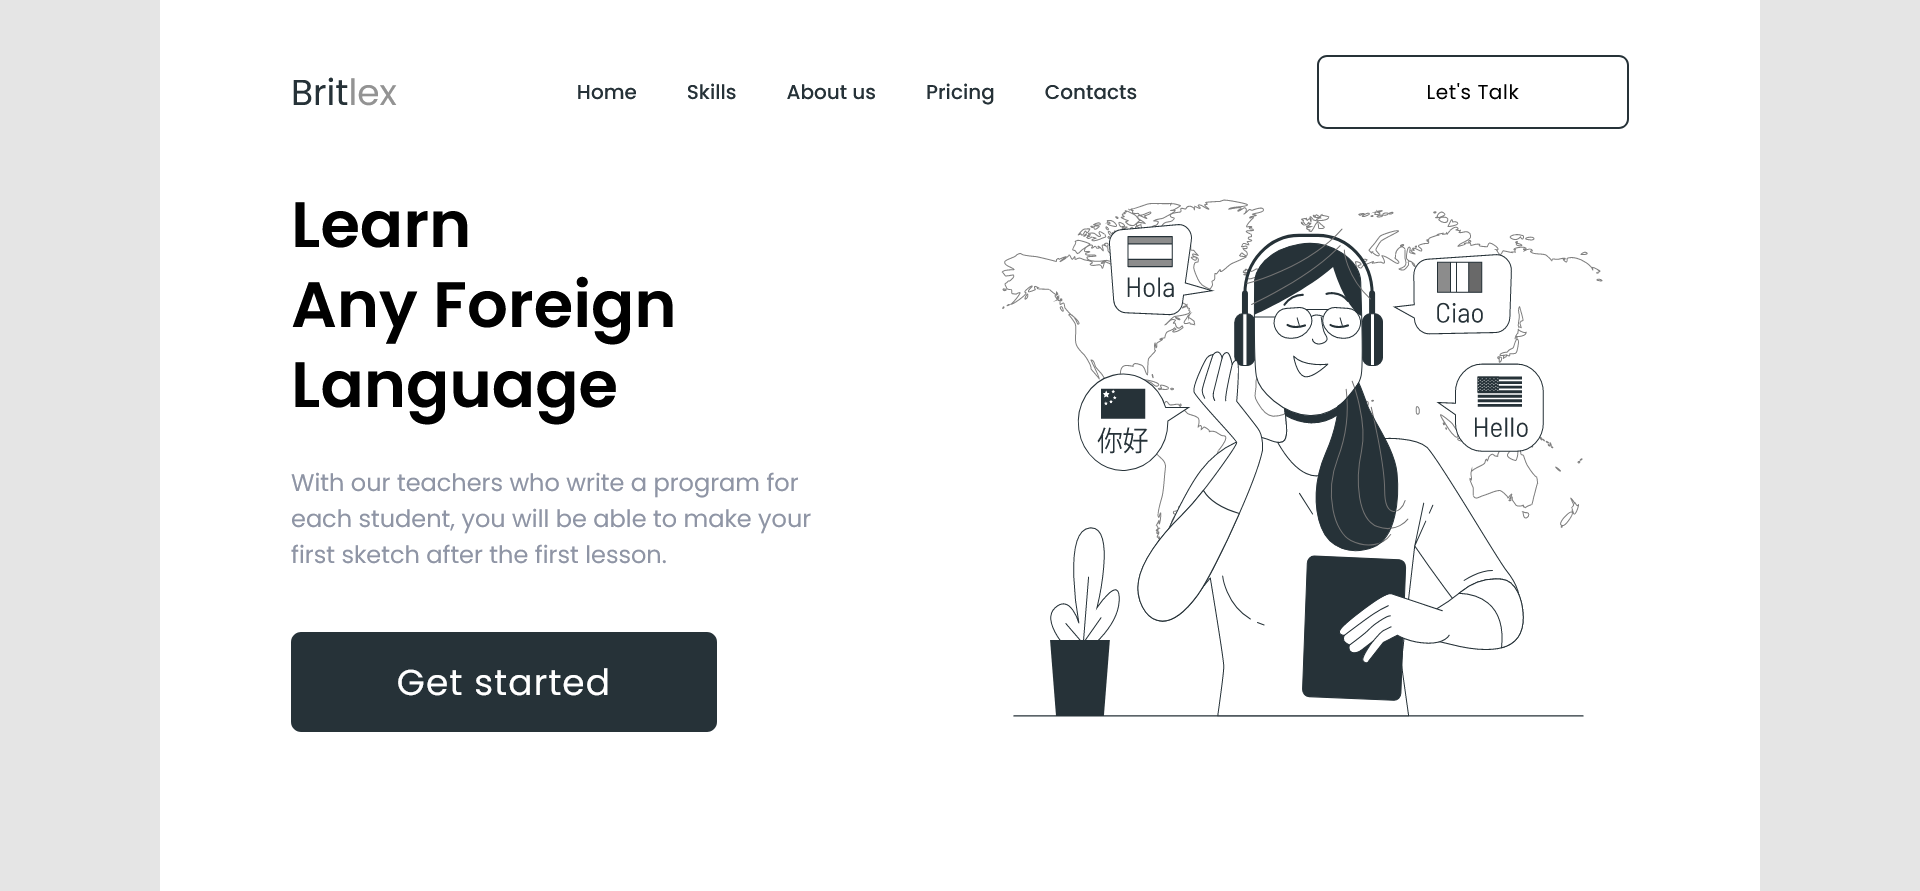 Britlex
Home Skills About us Pricing Contacts
Let's Talk
Learn
Any Foreign
Language
With our teachers who write a program for
each student, you will be able to make your
first sketch after the first lesson.
Get started
Hola
Ciao
你好
Hello